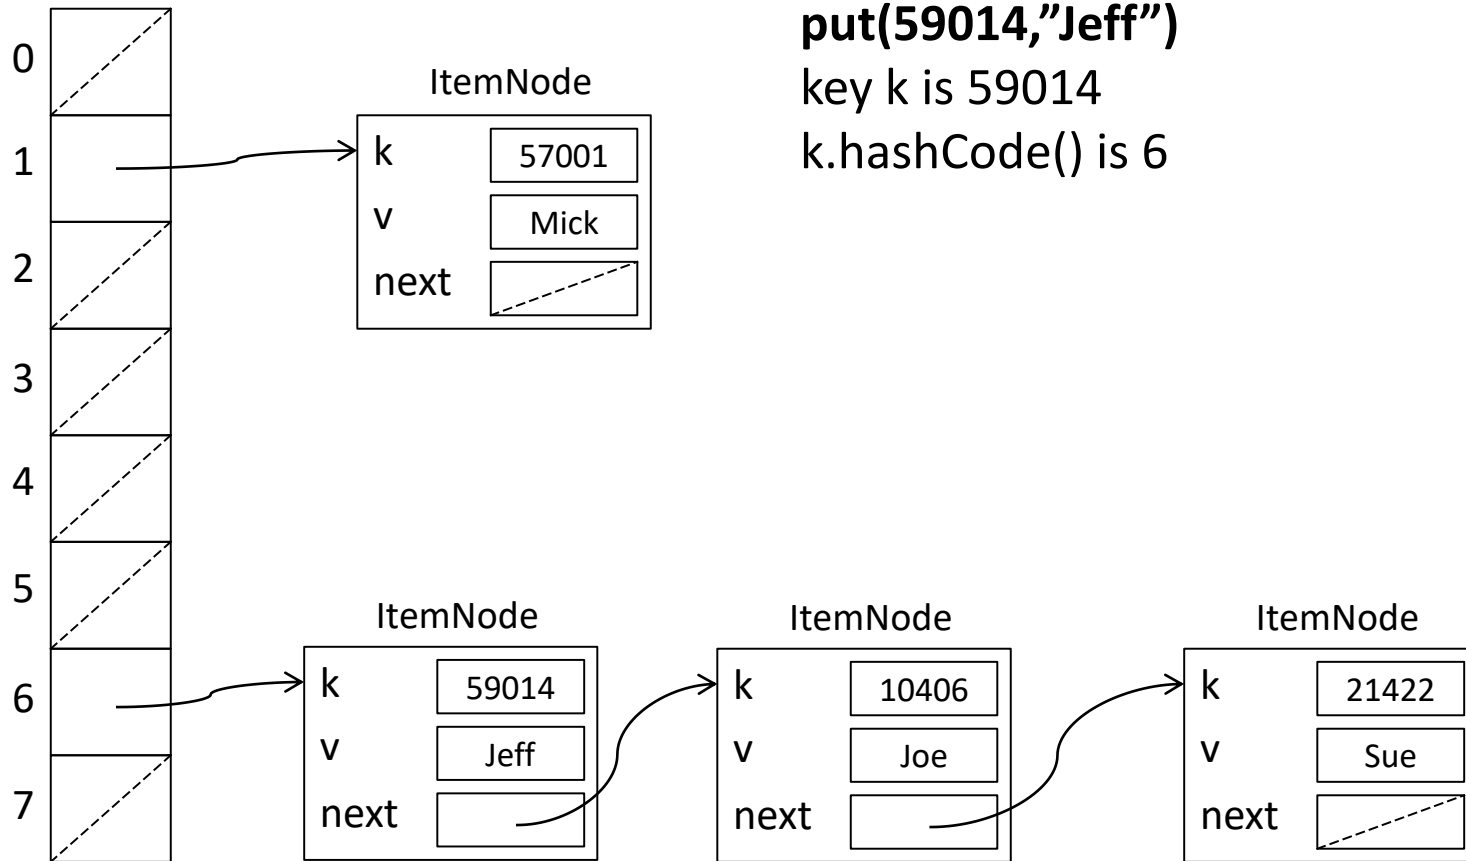 put(59014,”Jeff”)
key k is 59014
k.hashCode() is 6
0
1
2
3
4
5
6
7
ItemNode
k 57001
v Mick
next
ItemNode
k 59014
v Jeff
next
ItemNode
k 10406
v Joe
next
ItemNode
k 21422
v Sue
next